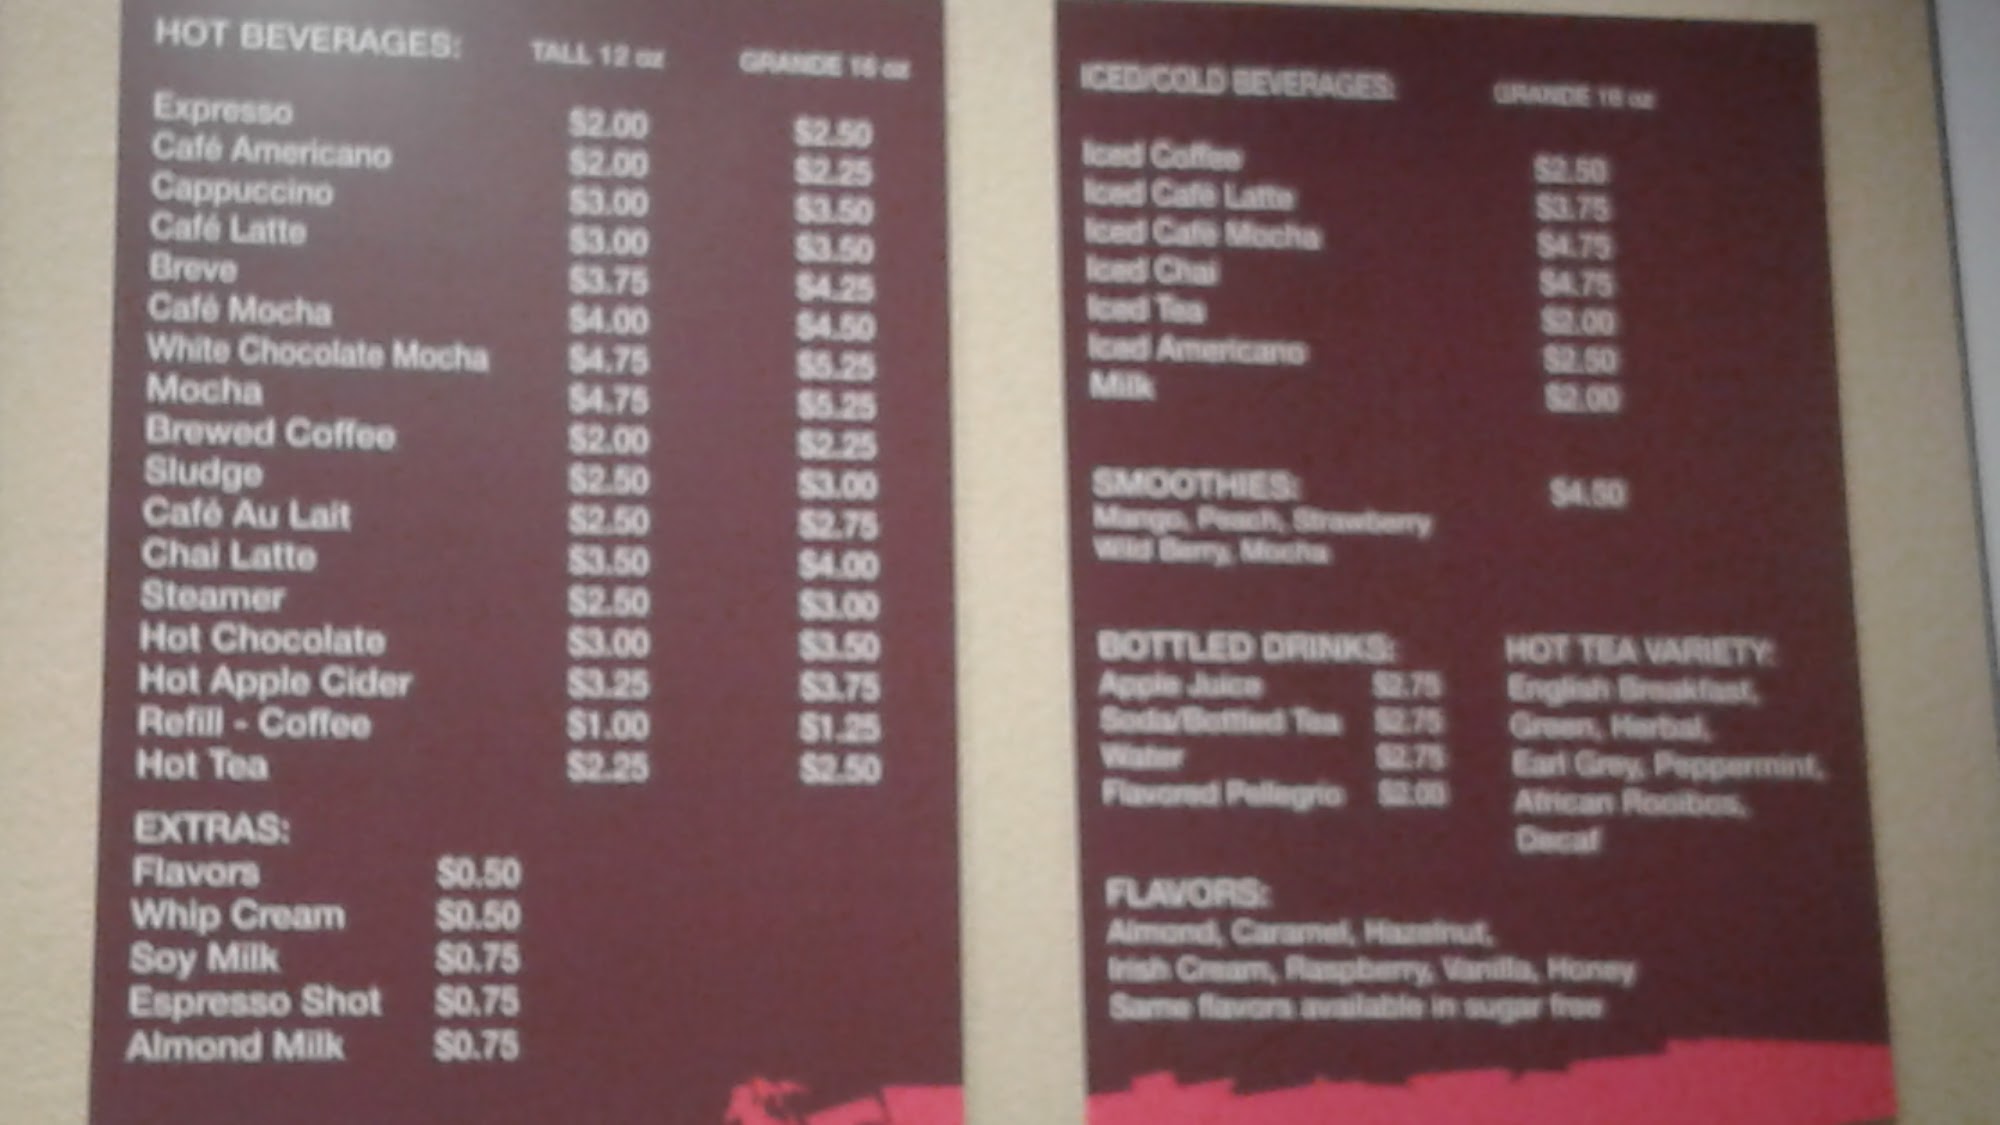 HOT BEVERAGES: TALL 12 oz GRANDE 16 oz
Expresso $2.00 $2.50
Café Americano $2.00 $2.25
Cappuccino $3.00 $3.50
Café Latte $3.00 $3.50
Breve $3.75 $4.25
Café Mocha $4.00 $4.50
White Chocolate Mocha $4.75 $5.25
Mocha $4.75 $5.25
Brewed Coffee $2.00 $2.25
Sludge $2.50 $3.00
Café Au Lait $2.50 $2.75
Chai Latte $3.50 $4.00
Steamer $2.50 $3.00
Hot Chocolate $3.00 $3.50
Hot Apple Cider $3.25 $3.75
Refill - Coffee $1.00 $1.25
Hot Tea $2.25 $2.50
EXTRAS:
Flavors $0.50
Whip Cream $0.50
Soy Milk $0.75
Espresso Shot $0.75
Almond Milk $0.75
ICED/COLD BEVERAGES: GRANDE 16 oz
Iced Coffee $2.50
Iced Café Latte $3.75
Iced Café Mocha $4.75
Iced Chai $4.75
Iced Tea $2.00
Iced Americano $2.50
Milk $2.00
SMOOTHIES: $4.50
Mango, Peach, Strawberry
Wild Berry, Mocha
BOTTLED DRINKS:
Apple Juice $2.75
Soda/Bottled Tea $2.75
Water $2.75
Flavored Pellegrio $2.00
HOT TEA VARIETY:
English Breakfast,
Green, Herbal,
Earl Grey, Peppermint,
African Rooibos,
Decaf
FLAVORS:
Almond, Caramel, Hazelnut,
Irish Cream, Raspberry, Vanilla, Honey
Same flavors available in sugar free